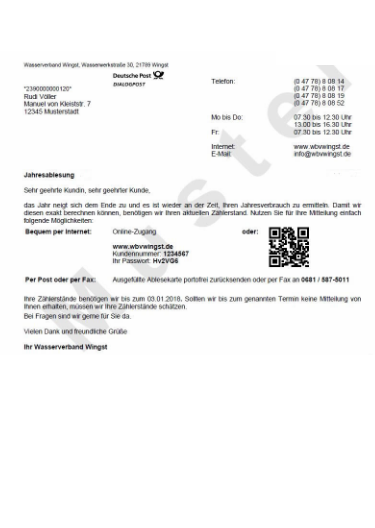 Wasserverband Wingst, Wasserwerkstraße 30, 21789 Wingst
Deutsche Post
DIALOGPOST
*2390000000120*
Rudi Völler
Manuel von Kleiststr. 7
12345 Musterstadt
Telefon: (0 47 78) 8 08 14
(0 47 78) 8 08 17
(0 47 78) 8 08 19
(0 47 78) 8 08 52
Mo bis Do: 07.30 bis 12.30 Uhr
13.00 bis 16.30 Uhr
Fr: 07.30 bis 12.30 Uhr
Internet: www.wbvwingst.de
E-Mail: info@wbvwingst.de
Muster
Jahresablesung
Sehr geehrte Kundin, sehr geehrter Kunde,
das Jahr neigt sich dem Ende zu und es ist wieder an der Zeit, Ihren Jahresverbrauch zu ermitteln. Damit wir
diesen exakt berechnen können, benötigen wir Ihren aktuellen Zählerstand. Nutzen Sie für Ihre Mitteilung einfach
folgende Möglichkeiten:
Bequem per Internet: Online-Zugang oder:
www.wbvwingst.de
Kundennummer: 1234567
Ihr Passwort: Hv2VG6
Per Post oder per Fax: Ausgefüllte Ablesekarte portofrei zurücksenden oder per Fax an 0681 / 587-5011
Ihre Zählerstände benötigen wir bis zum 03.01.2018. Sollten wir bis zum genannten Termin keine Mitteilung von
Ihnen erhalten, müssen wir Ihre Zählerstände schätzen.
Bei Fragen sind wir gerne für Sie da.
Vielen Dank und freundliche Grüße
Ihr Wasserverband Wingst